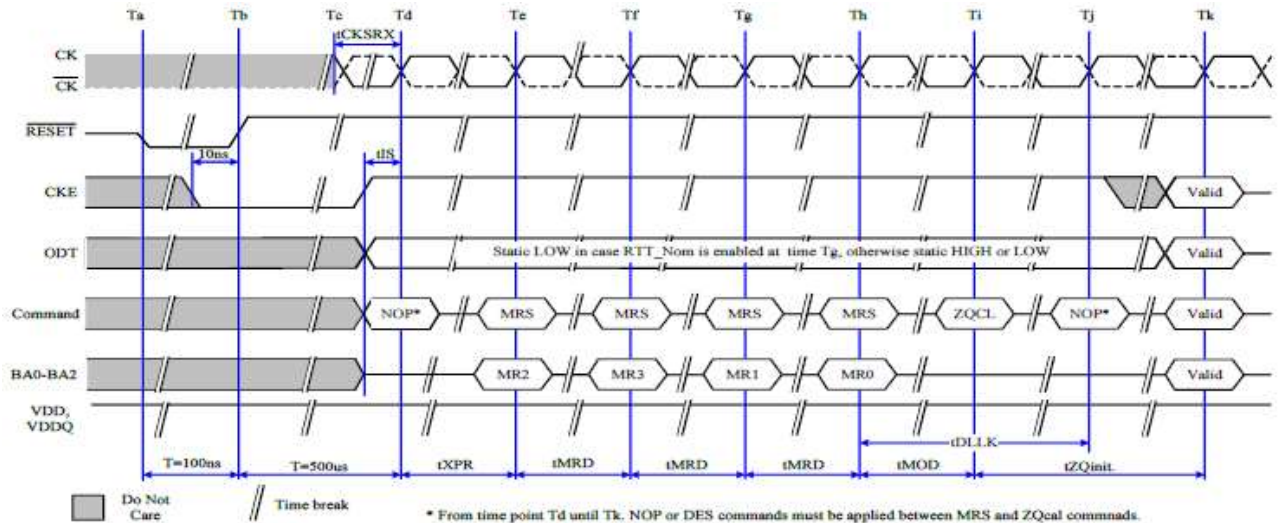 Ta Tb Tc Td Te Tf Tg Th Ti Tj Tk
tCKSRX
CK
CK
RESET
10ns
tIS
CKE
Valid
ODT
Static LOW in case RTT_Nom is enabled at time Tg, otherwise static HIGH or LOW
Valid
Command
NOP* MRS MRS MRS MRS ZQCL NOP* Valid
BA0-BA2
MR2 MR3 MR1 MR0 Valid
VDD,
VDDQ
tDLLK
T=100ns T=500us tXPR tMRD tMRD tMRD tMOD tZQinit.
Do Not
Care
Time break
* From time point Td until Tk. NOP or DES commands must be applied between MRS and ZQcal commnads.